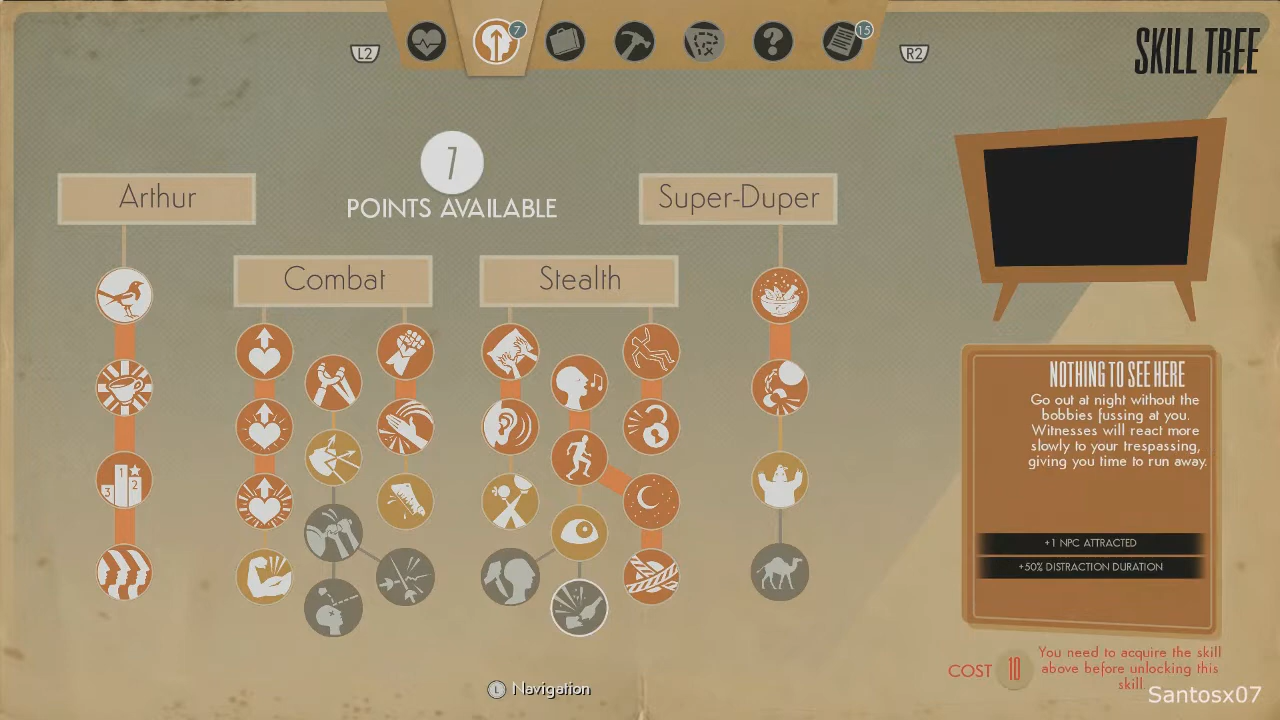 L2
7
15
R2
SKILL TREE
7
POINTS AVAILABLE
Arthur
Super-Duper
Combat
Stealth
1
2
3
NOTHING TO SEE HERE
Go out at night without the
bobbies fussing at you.
Witnesses will react more
slowly to your trespassing,
giving you time to run away.
+1 NPC ATTRACTED
+50% DISTRACTION DURATION
COST 10
You need to acquire the skill
above before unlocking this
skill.
L Navigation
Santosx07